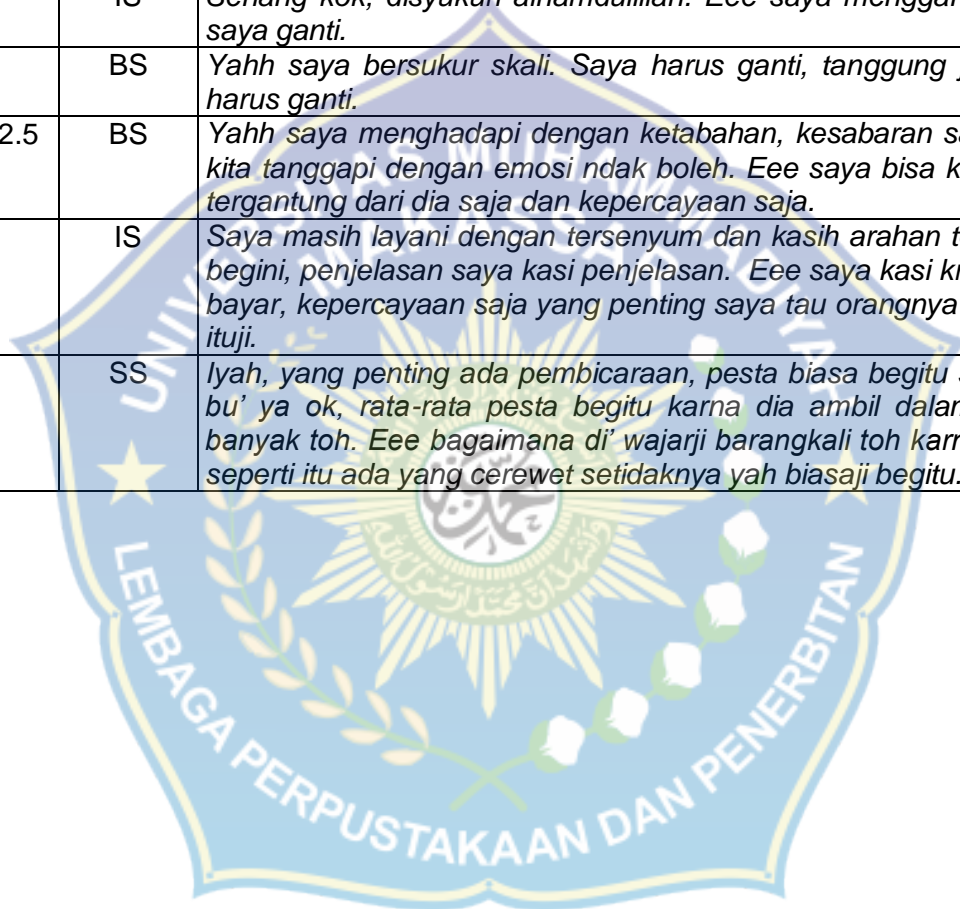 IS Senang kok, disyukuri alhamdulillah. Eee saya
saya ganti.
BS Yahh saya bersukur skali. Saya harus ganti, tanggung
harus ganti.
2.5 BS Yahh saya menghadapi dengan ketabahan, kesabaran
kita tanggapi dengan emosi ndak boleh. Eee saya bisa
tergantung dari dia saja dan kepercayaan saja.
IS Saya masih layani dengan tersenyum dan kasih arahan
begini, penjelasan saya kasi penjelasan. Eee saya kasi
bayar, kepercayaan saja yang penting saya tau orangnya
ituji.
SS Iyah, yang penting ada pembicaraan, pesta biasa begitu
bu' ya ok, rata-rata pesta begitu karna dia ambil
banyak toh. Eee bagaimana di' wajarji barangkali toh
seperti itu ada yang cerewet setidaknya yah biasaji begitu.
UNIVERSITAS MUHAMMADIYAH
MAKASSAR
LEMBAGA PERPUSTAKAAN DAN PENERBITAN